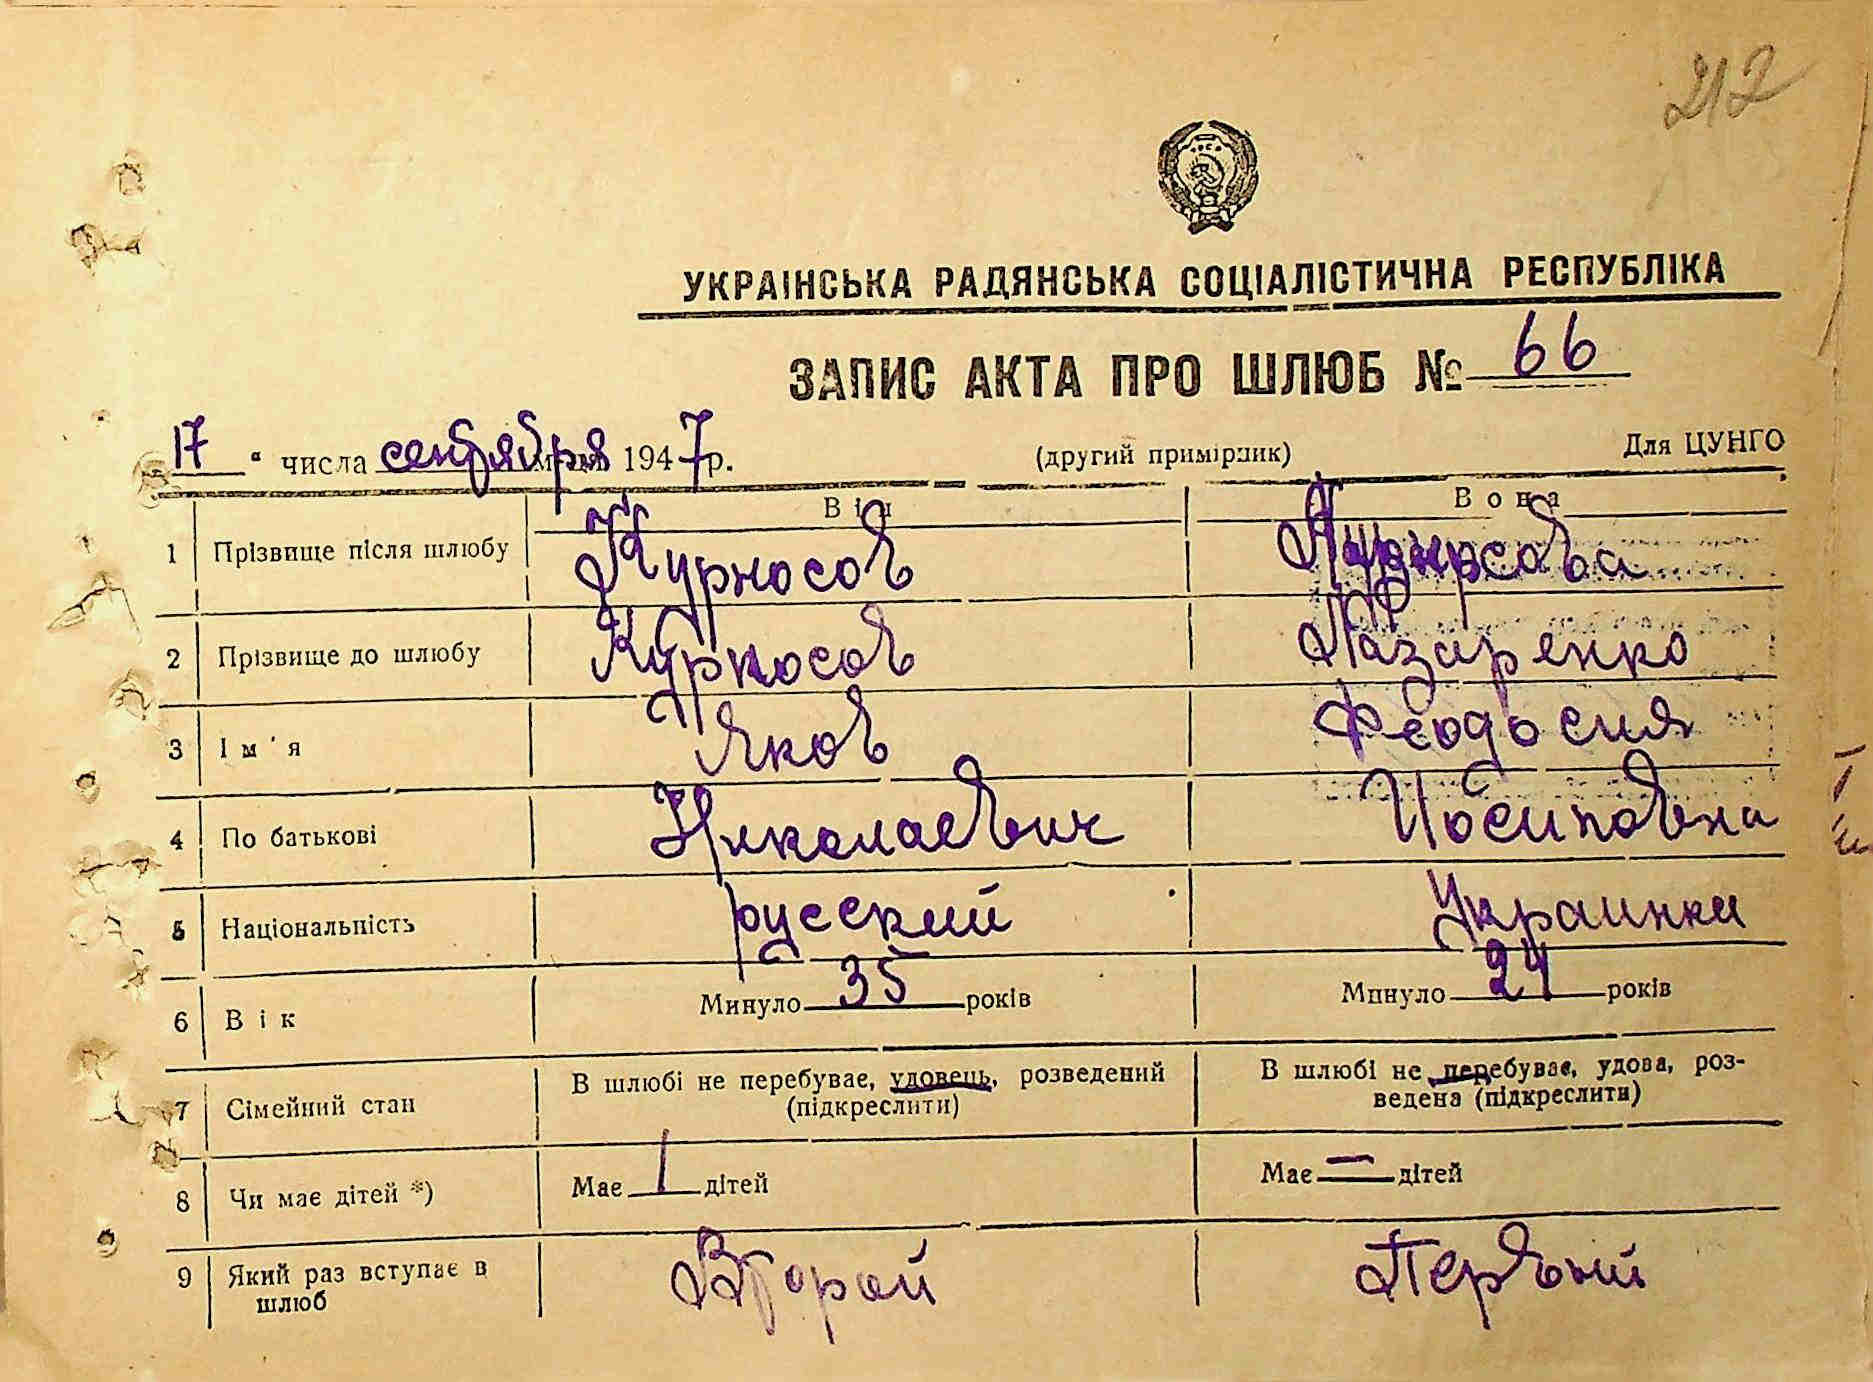 212
УКРАЇНСЬКА РАДЯНСЬКА СОЦІАЛІСТИЧНА РЕСПУБЛІКА
ЗАПИС АКТА ПРО ШЛЮБ № 66
17 " числа сентября 1947 р. (другий примірник) Для ЦУНГО
Він Вона
1 Прізвище після шлюбу Курносов Курносова
2 Прізвище до шлюбу Курносов Лазаренко
3 Ім'я Яков Феодосия
4 По батькові Николаевич Иосиповна
5 Національність русский Украинка
6 Вік Минуло 35 років Минуло 24 років
7 Сімейний стан В шлюбі не перебуває, удовець, розведений (підкреслити) В шлюбі не перебуває, удова, роз-
ведена (підкреслити)
8 Чи має дітей *) Має 1 дітей Має — дітей
9 Який раз вступає в шлюб Второй Первый